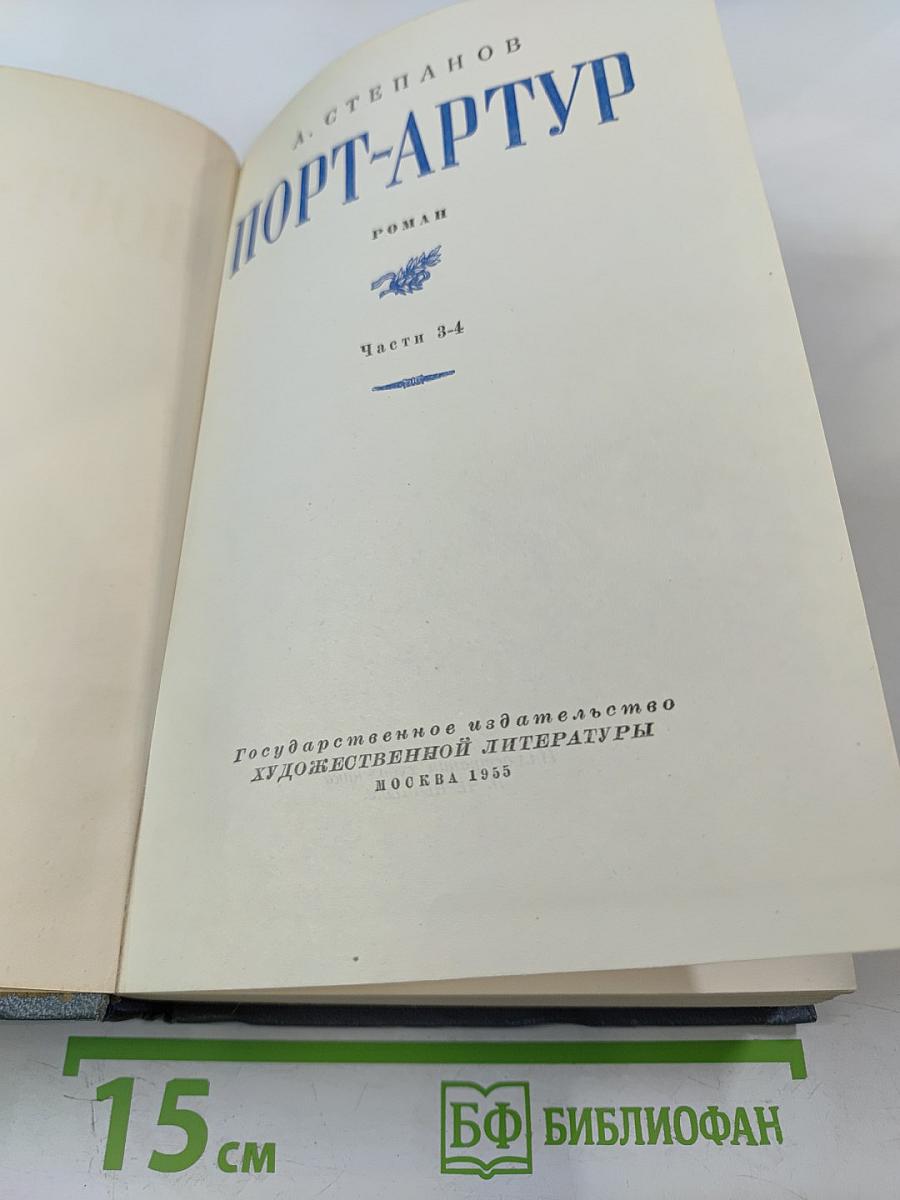 А. СТЕПАНОВ
ПОРТ-АРТУР
РОМАН
Части 3-4
Государственное издательство
ХУДОЖЕСТВЕННОЙ ЛИТЕРАТУРЫ
МОСКВА 1955
15 см
БФ БИБЛИОФАН